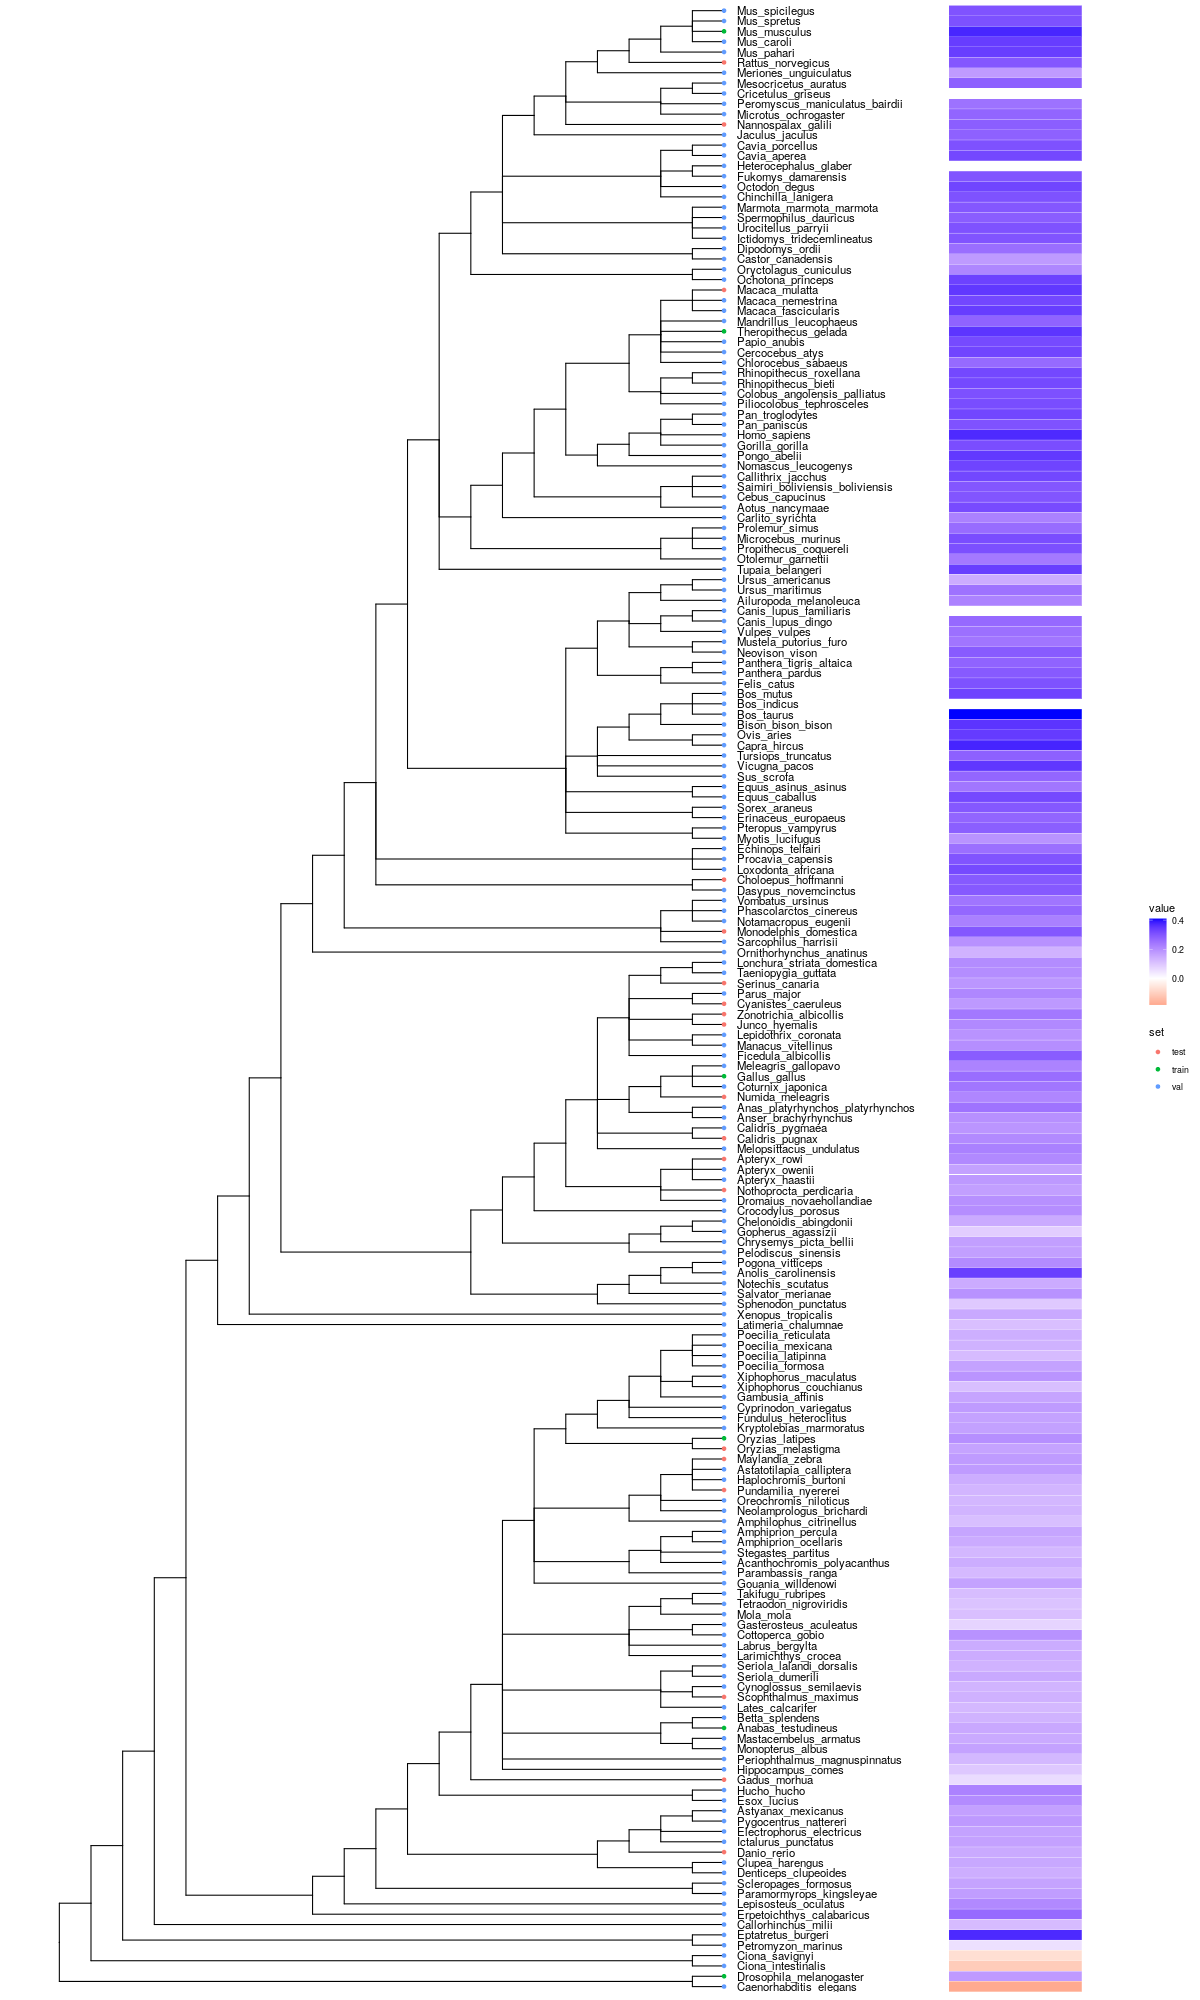 Mus_spicilegus
Mus_spretus
Mus_musculus
Mus_caroli
Mus_pahari
Rattus_norvegicus
Meriones_unguiculatus
Mesocricetus_auratus
Cricetulus_griseus
Peromyscus_maniculatus_bairdii
Microtus_ochrogaster
Nannospalax_galili
Jaculus_jaculus
Cavia_porcellus
Cavia_aperea
Heterocephalus_glaber
Fukomys_damarensis
Octodon_degus
Chinchilla_lanigera
Marmota_marmota_marmota
Spermophilus_dauricus
Urocitellus_parryii
Ictidomys_tridecemlineatus
Dipodomys_ordii
Castor_canadensis
Oryctolagus_cuniculus
Ochotona_princeps
Macaca_mulatta
Macaca_nemestrina
Macaca_fascicularis
Mandrillus_leucophaeus
Theropithecus_gelada
Papio_anubis
Cercocebus_atys
Chlorocebus_sabaeus
Rhinopithecus_roxellana
Rhinopithecus_bieti
Colobus_angolensis_palliatus
Piliocolobus_tephrosceles
Pan_troglodytes
Pan_paniscus
Homo_sapiens
Gorilla_gorilla
Pongo_abelii
Nomascus_leucogenys
Callithrix_jacchus
Saimiri_boliviensis_boliviensis
Cebus_capucinus
Aotus_nancymaae
Carlito_syrichta
Prolemur_simus
Microcebus_murinus
Propithecus_coquereli
Otolemur_garnettii
Tupaia_belangeri
Ursus_americanus
Ursus_maritimus
Ailuropoda_melanoleuca
Canis_lupus_familiaris
Canis_lupus_dingo
Vulpes_vulpes
Mustela_putorius_furo
Neovison_vison
Panthera_tigris_altaica
Panthera_pardus
Felis_catus
Bos_mutus
Bos_indicus
Bos_taurus
Bison_bison_bison
Ovis_aries
Capra_hircus
Tursiops_truncatus
Vicugna_pacos
Sus_scrofa
Equus_asinus_asinus
Equus_caballus
Sorex_araneus
Erinaceus_europaeus
Pteropus_vampyrus
Myotis_lucifugus
Echinops_telfairi
Procavia_capensis
Loxodonta_africana
Choloepus_hoffmanni
Dasypus_novemcinctus
Vombatus_ursinus
Phascolarctos_cinereus
Notamacropus_eugenii
Monodelphis_domestica
Sarcophilus_harrisii
Ornithorhynchus_anatinus
Lonchura_striata_domestica
Taeniopygia_guttata
Serinus_canaria
Parus_major
Cyanistes_caeruleus
Zonotrichia_albicollis
Junco_hyemalis
Lepidothrix_coronata
Manacus_vitellinus
Ficedula_albicollis
Meleagris_gallopavo
Gallus_gallus
Coturnix_japonica
Numida_meleagris
Anas_platyrhynchos_platyrhynchos
Anser_brachyrhynchus
Calidris_pygmaea
Calidris_pugnax
Melopsittacus_undulatus
Apteryx_rowi
Apteryx_owenii
Apteryx_haastii
Nothoprocta_perdicaria
Dromaius_novaehollandiae
Crocodylus_porosus
Chelonoidis_abingdonii
Gopherus_agassizii
Chrysemys_picta_bellii
Pelodiscus_sinensis
Pogona_vitticeps
Anolis_carolinensis
Notechis_scutatus
Salvator_merianae
Sphenodon_punctatus
Xenopus_tropicalis
Latimeria_chalumnae
Poecilia_reticulata
Poecilia_mexicana
Poecilia_latipinna
Poecilia_formosa
Xiphophorus_maculatus
Xiphophorus_couchianus
Gambusia_affinis
Cyprinodon_variegatus
Fundulus_heteroclitus
Kryptolebias_marmoratus
Oryzias_latipes
Oryzias_melastigma
Maylandia_zebra
Astatotilapia_calliptera
Haplochromis_burtoni
Pundamilia_nyererei
Oreochromis_niloticus
Neolamprologus_brichardi
Amphilophus_citrinellus
Amphiprion_percula
Amphiprion_ocellaris
Stegastes_partitus
Acanthochromis_polyacanthus
Parambassis_ranga
Gouania_willdenowi
Takifugu_rubripes
Tetraodon_nigroviridis
Mola_mola
Gasterosteus_aculeatus
Cottoperca_gobio
Labrus_bergylta
Larimichthys_crocea
Seriola_lalandi_dorsalis
Seriola_dumerili
Cynoglossus_semilaevis
Scophthalmus_maximus
Lates_calcarifer
Betta_splendens
Anabas_testudineus
Mastacembelus_armatus
Monopterus_albus
Periophthalmus_magnuspinnatus
Hippocampus_comes
Gadus_morhua
Hucho_hucho
Esox_lucius
Astyanax_mexicanus
Pygocentrus_nattereri
Electrophorus_electricus
Ictalurus_punctatus
Danio_rerio
Clupea_harengus
Denticeps_clupeoides
Scleropages_formosus
Paramormyrops_kingsleyae
Lepisosteus_oculatus
Erpetoichthys_calabaricus
Callorhinchus_milii
Eptatretus_burgeri
Petromyzon_marinus
Ciona_savignyi
Ciona_intestinalis
Drosophila_melanogaster
Caenorhabditis_elegans
value
0.4
0.2
0.0
set
test
train
val